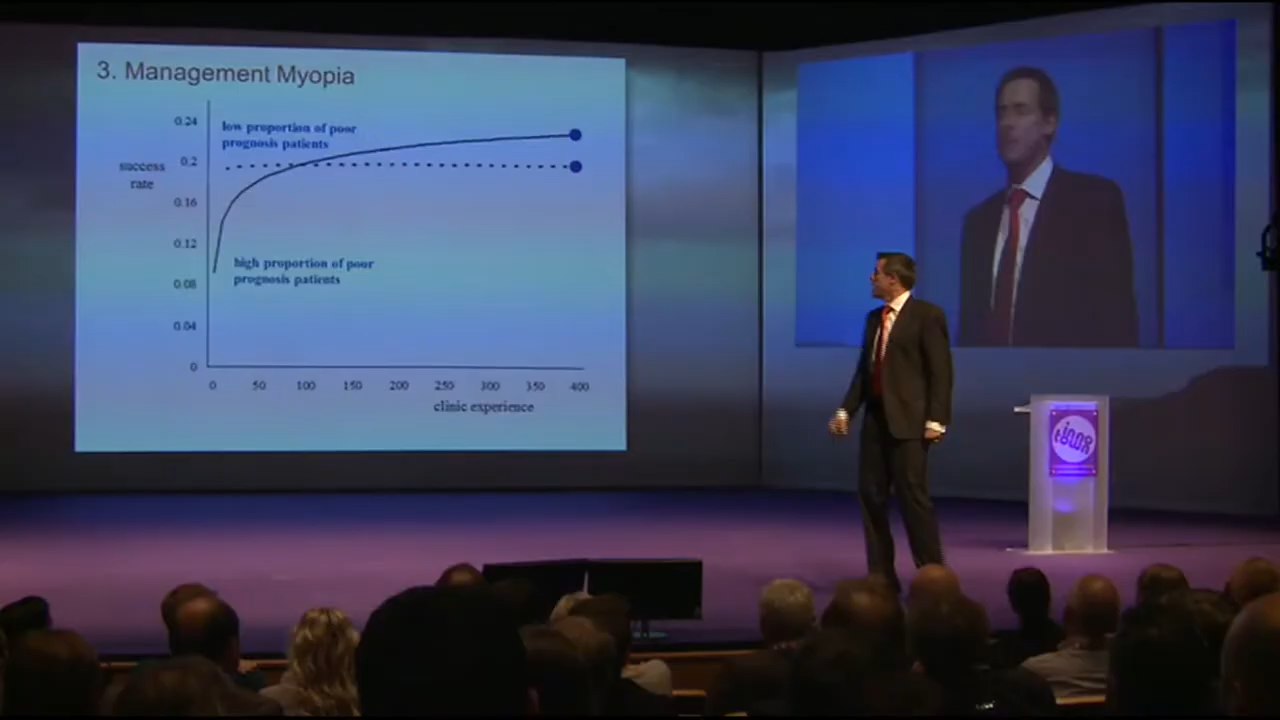 3. Management Myopia
0.24
low proportion of poor
prognosis patients
success
rate
0.2
0.16
0.12
high proportion of poor
prognosis patients
0.08
0.04
0
0 50 100 150 200 250 300 350 400
clinic experience